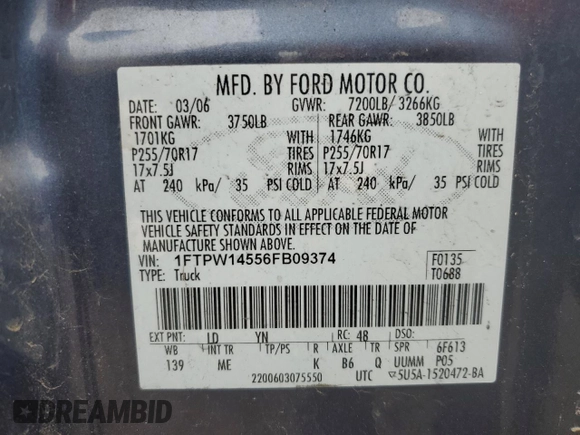 MFD. BY FORD MOTOR CO.
DATE: 03/06 GVWR: 7200LB/ 3266KG
FRONT GAWR: 3750LB REAR GAWR: 3850LB
1701KG WITH 1746KG WITH
P255/70R17 TIRES P255/70R17 TIRES
17x7.5J RIMS 17x7.5J RIMS
AT 240 kPa/ 35 PSI COLD AT 240 kPa/ 35 PSI COLD
THIS VEHICLE CONFORMS TO ALL APPLICABLE FEDERAL MOTOR
VEHICLE SAFETY STANDARDS IN EFFECT ON THE DATE OF
MANUFACTURE SHOWN ABOVE.
VIN: 1FTPW14556FB09374 F0135
TYPE: Truck T0688
EXT PNT: LD YN RC: 48 DSO:
WB INT TR TP/PS R AXLE TR SPR 6F613
139 ME K B6 Q UUMM P05
2200603075550 UTC 5U5A-1520472-BA
DREAMBID